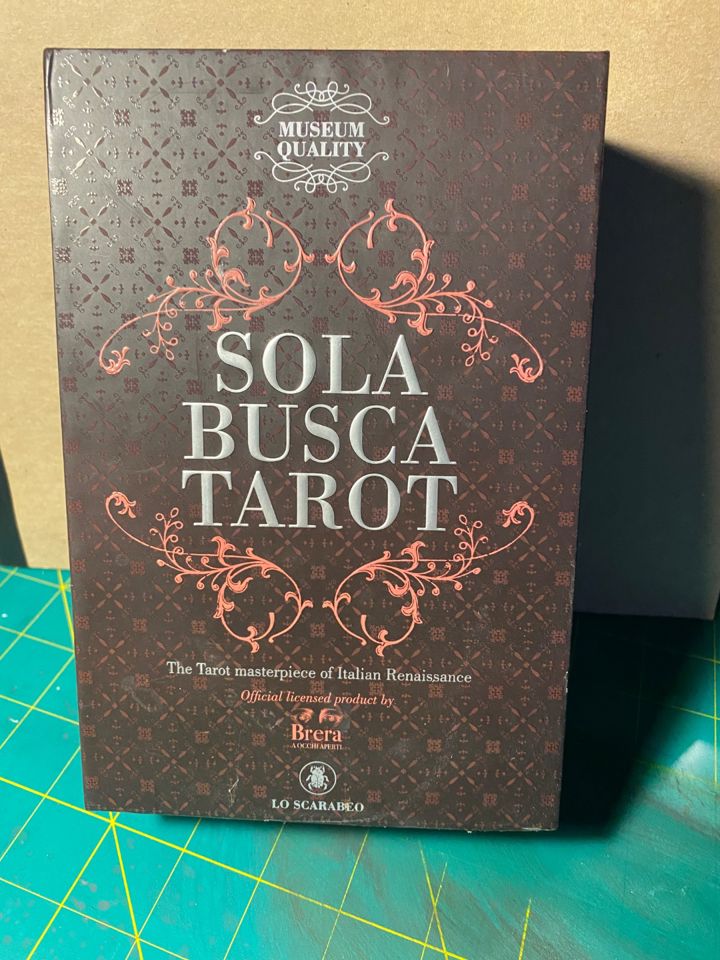 MUSEUM
QUALITY
SOLA
BUSCA
TAROT
The Tarot masterpiece of Italian Renaissance
Official licensed product by
Brera
A OCCHI APERTI
LO SCARABEO